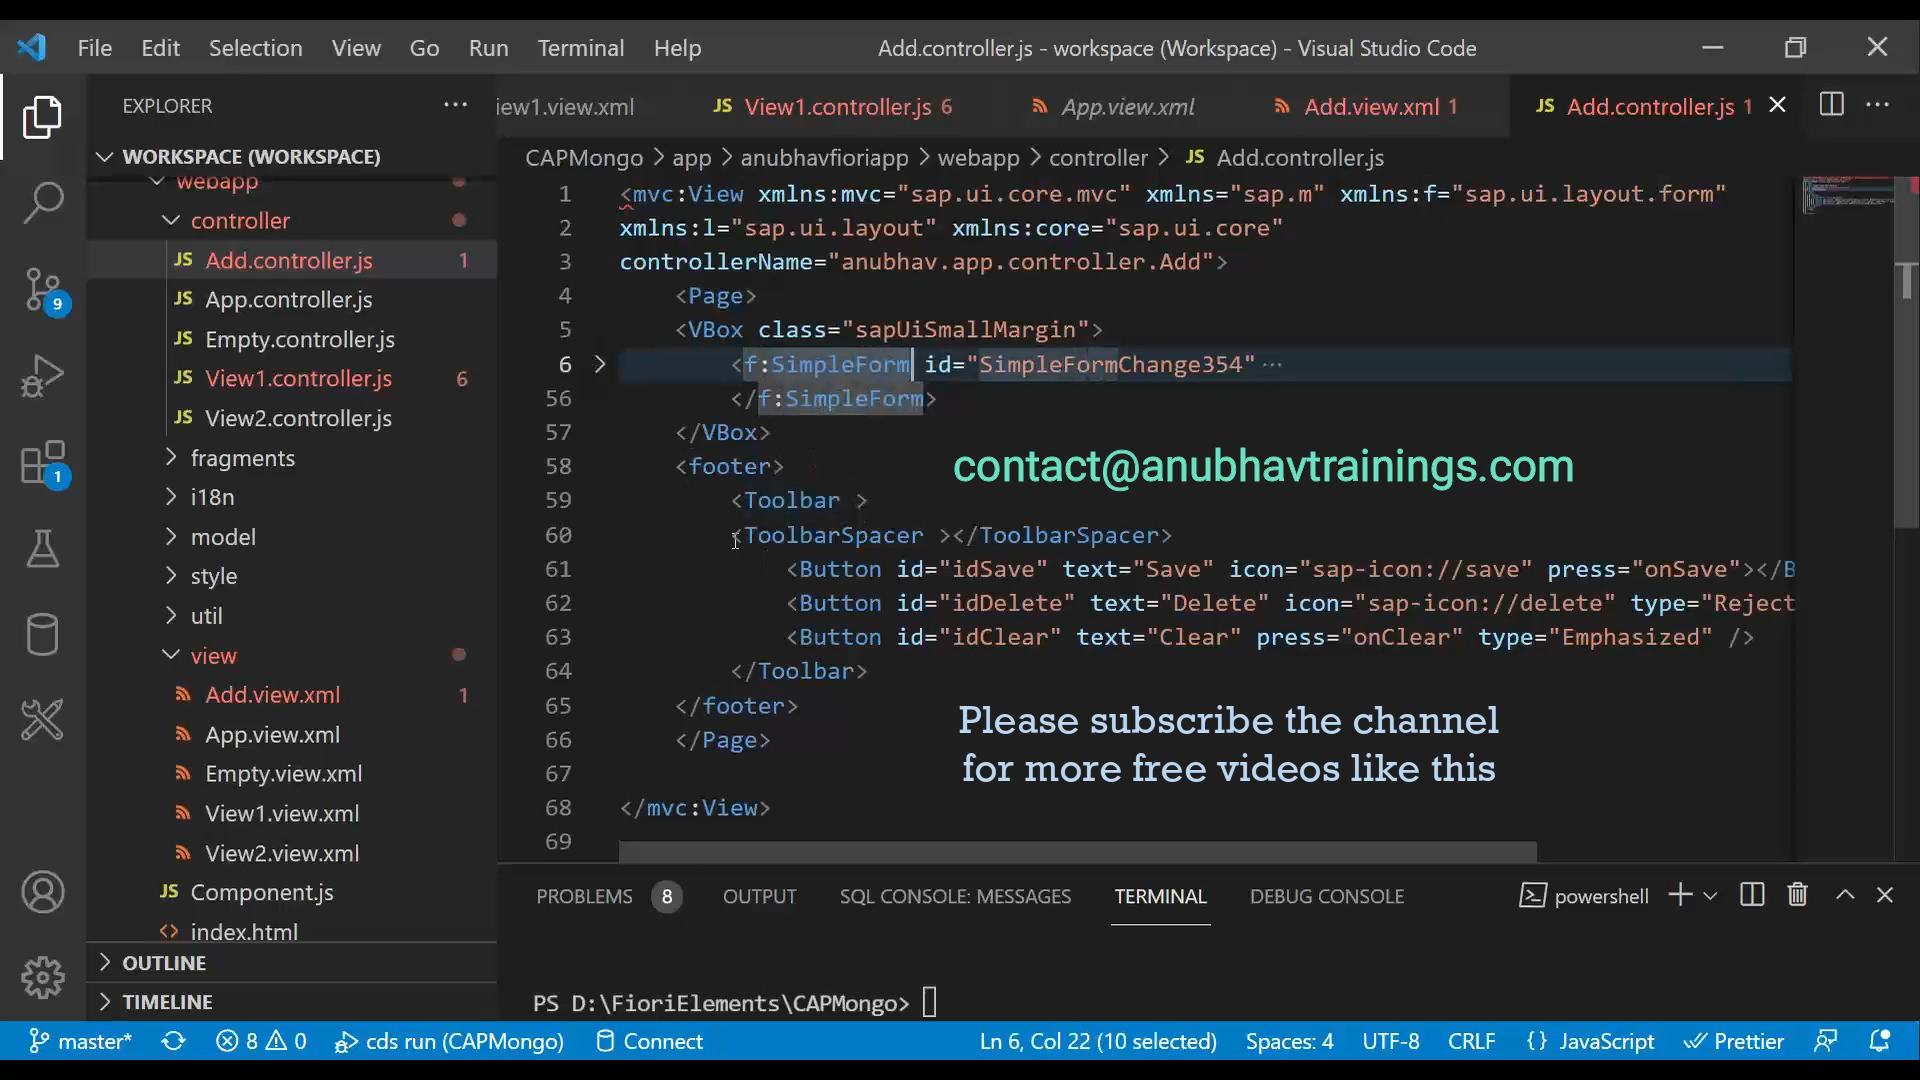 File Edit Selection View Go Run Terminal Help Add.controller.js - workspace (Workspace) - Visual Studio Code
EXPLORER
iew1.view.xml JS View1.controller.js 6 App.view.xml Add.view.xml 1 JS Add.controller.js 1
WORKSPACE (WORKSPACE)
webapp
controller
JS Add.controller.js 1
JS App.controller.js
JS Empty.controller.js
JS View1.controller.js 6
JS View2.controller.js
fragments
i18n
model
style
util
view
Add.view.xml 1
App.view.xml
Empty.view.xml
View1.view.xml
View2.view.xml
JS Component.js
<> index.html
OUTLINE
TIMELINE
9
1
CAPMongo > app > anubhavfioriapp > webapp > controller > JS Add.controller.js
1 <mvc:View xmlns:mvc="sap.ui.core.mvc" xmlns="sap.m" xmlns:f="sap.ui.layout.form"
2 xmlns:l="sap.ui.layout" xmlns:core="sap.ui.core"
3 controllerName="anubhav.app.controller.Add">
4 <Page>
5 <VBox class="sapUiSmallMargin">
6 <f:SimpleForm id="SimpleFormChange354" ···
56 </f:SimpleForm>
57 </VBox>
58 <footer>
59 <Toolbar >
60 <ToolbarSpacer ></ToolbarSpacer>
61 <Button id="idSave" text="Save" icon="sap-icon://save" press="onSave"></B
62 <Button id="idDelete" text="Delete" icon="sap-icon://delete" type="Reject
63 <Button id="idClear" text="Clear" press="onClear" type="Emphasized" />
64 </Toolbar>
65 </footer>
66 </Page>
67
68 </mvc:View>
69
contact@anubhavtrainings.com
Please subscribe the channel
for more free videos like this
PROBLEMS 8 OUTPUT SQL CONSOLE: MESSAGES TERMINAL DEBUG CONSOLE powershell
PS D:\FioriElements\CAPMongo>
master* 8 0 cds run (CAPMongo) Connect Ln 6, Col 22 (10 selected) Spaces: 4 UTF-8 CRLF {} JavaScript Prettier